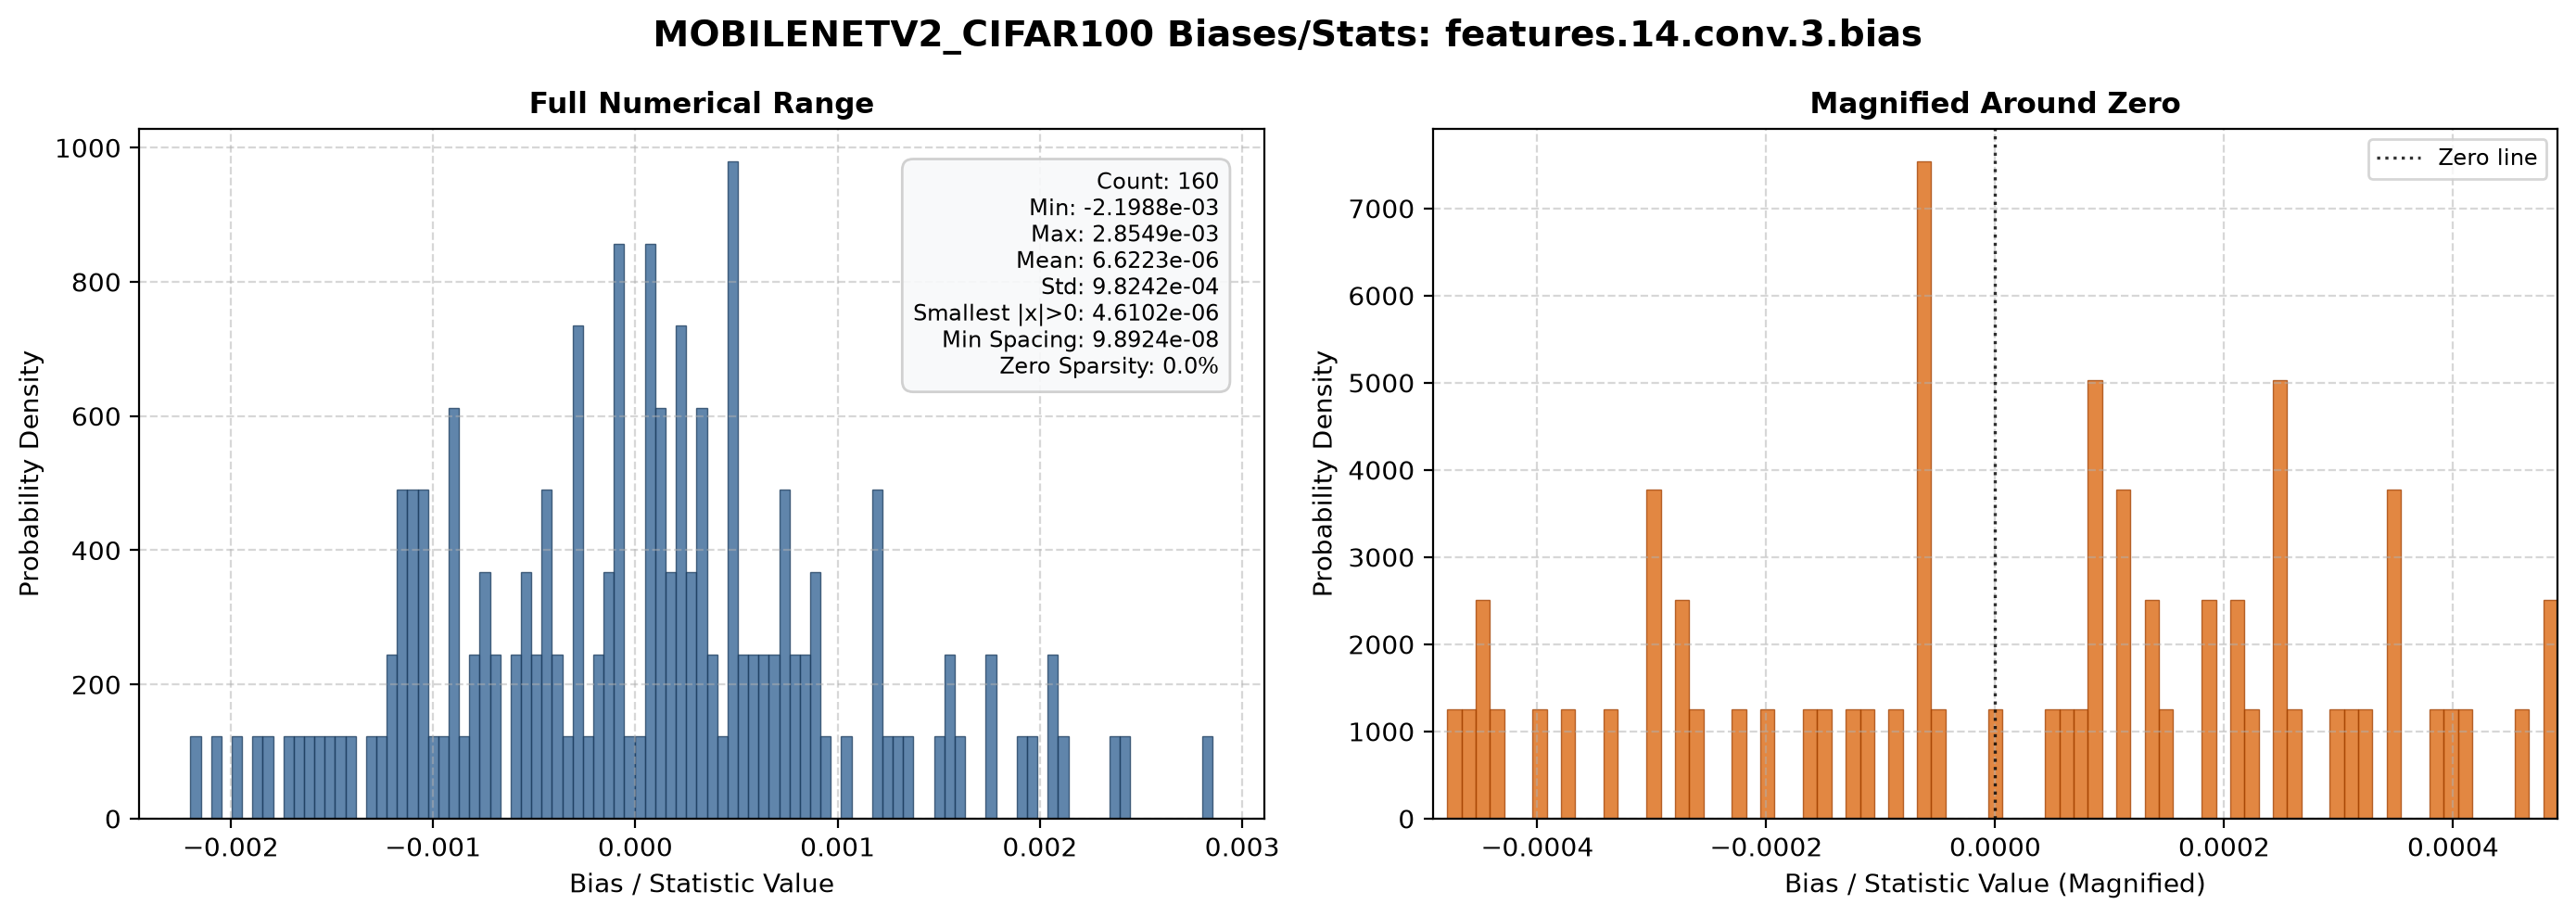 MOBILENETV2_CIFAR100 Biases/Stats: features.14.conv.3.bias
Full Numerical Range
Probability Density
1000
800
600
400
200
0
Count: 160
Min: -2.1988e-03
Max: 2.8549e-03
Mean: 6.6223e-06
Std: 9.8242e-04
Smallest |x|>0: 4.6102e-06
Min Spacing: 9.8924e-08
Zero Sparsity: 0.0%
−0.002 −0.001 0.000 0.001 0.002 0.003
Bias / Statistic Value
Magnified Around Zero
Probability Density
7000
6000
5000
4000
3000
2000
1000
0
Zero line
−0.0004 −0.0002 0.0000 0.0002 0.0004
Bias / Statistic Value (Magnified)